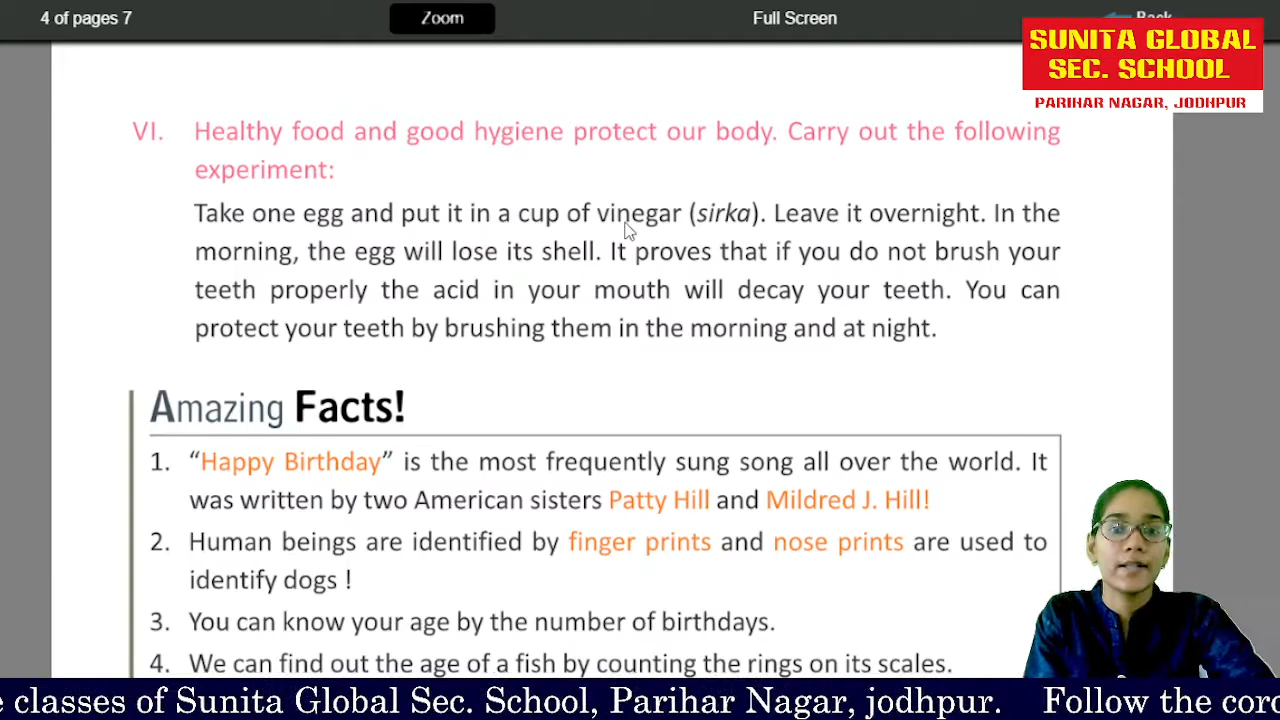 4 of pages 7
Zoom
Full Screen
Back
SUNITA GLOBAL
SEC. SCHOOL
PARIHAR NAGAR, JODHPUR
VI. Healthy food and good hygiene protect our body. Carry out the following
experiment:
Take one egg and put it in a cup of vinegar (sirka). Leave it overnight. In the
morning, the egg will lose its shell. It proves that if you do not brush your
teeth properly the acid in your mouth will decay your teeth. You can
protect your teeth by brushing them in the morning and at night.
Amazing Facts!
1. “Happy Birthday” is the most frequently sung song all over the world. It
was written by two American sisters Patty Hill and Mildred J. Hill!
2. Human beings are identified by finger prints and nose prints are used to
identify dogs !
3. You can know your age by the number of birthdays.
4. We can find out the age of a fish by counting the rings on its scales.
classes of Sunita Global Sec. School, Parihar Nagar, jodhpur. Follow the